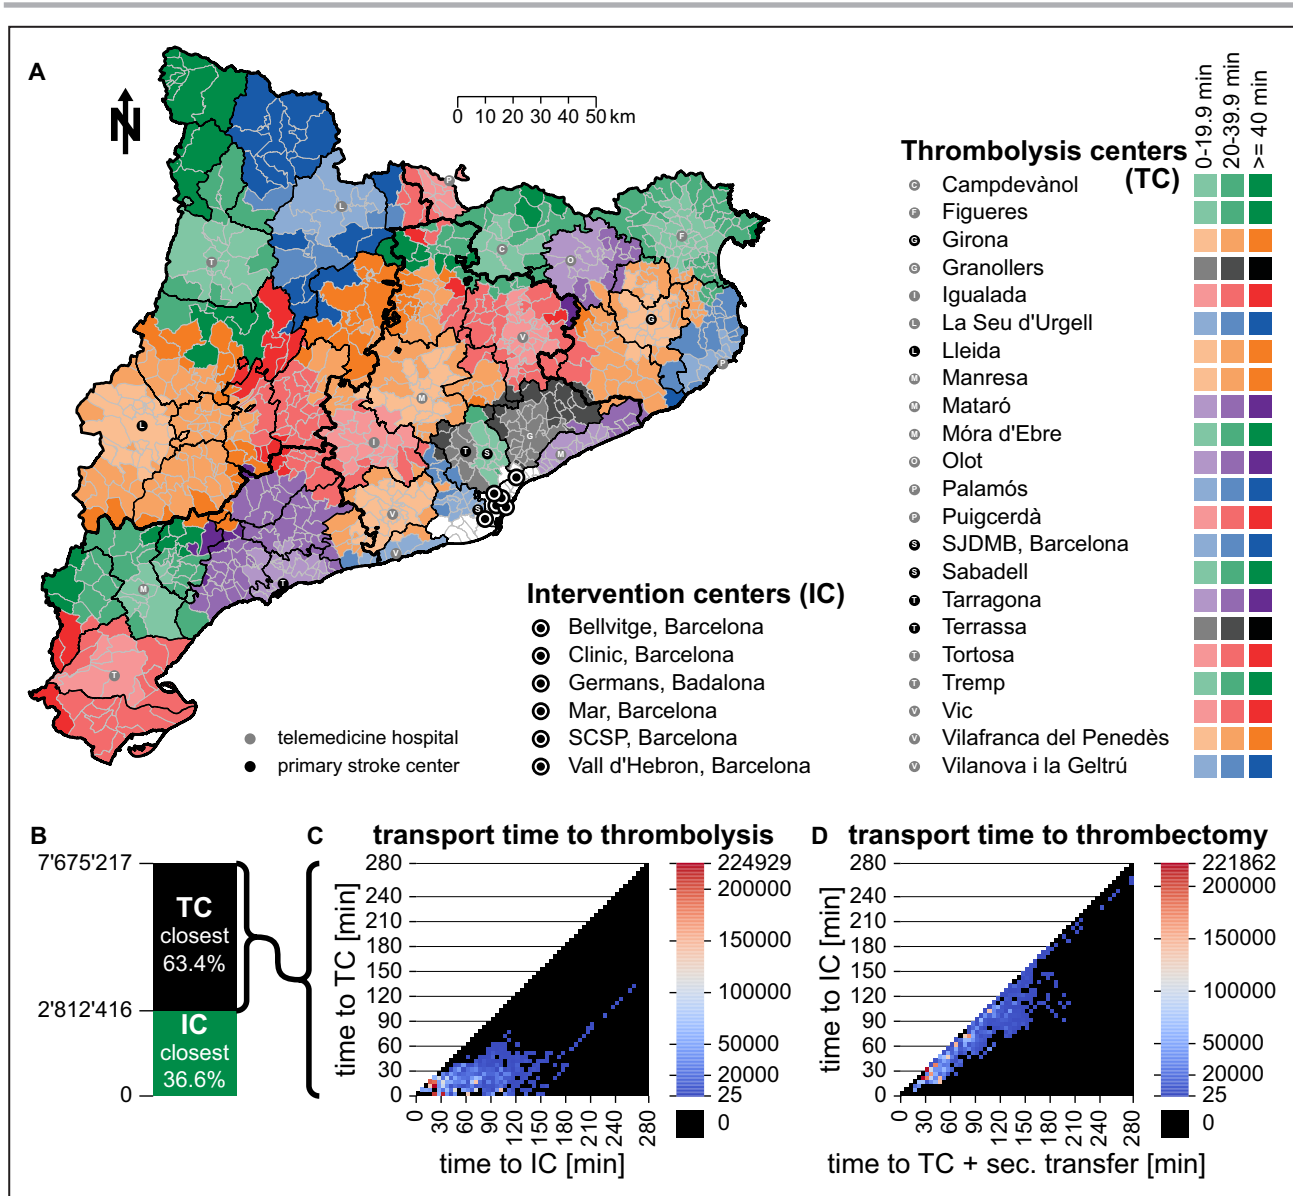 A
N
0 10 20 30 40 50 km
0-19.9 min
20-39.9 min
>= 40 min
Thrombolysis centers
(TC)
C Campdevànol
F Figueres
G Girona
G Granollers
I Igualada
L La Seu d'Urgell
L Lleida
M Manresa
M Mataró
M Móra d'Ebre
O Olot
P Palamós
P Puigcerdà
S SJDMB, Barcelona
S Sabadell
T Tarragona
T Terrassa
T Tortosa
T Tremp
V Vic
V Vilafranca del Penedès
V Vilanova i la Geltrú
P
L
F
C
O
T
G
V
P
M
L
I
T
S
G
M
V
S
V
T
M
T
Intervention centers (IC)
Bellvitge, Barcelona
Clinic, Barcelona
Germans, Badalona
Mar, Barcelona
SCSP, Barcelona
Vall d'Hebron, Barcelona
telemedicine hospital
primary stroke center
B
7'675'217
TC
closest
63.4%
2'812'416
IC
closest
36.6%
0
C
transport time to thrombolysis
time to TC [min]
280
240
210
180
150
120
90
60
30
0
0 30 60 90 120 150 180 210 240 280
time to IC [min]
224929
200000
150000
100000
20000
25
0
D
transport time to thrombectomy
time to IC [min]
280
240
210
180
150
120
90
60
30
0
0 30 60 90 120 150 180 210 240 280
time to TC + sec. transfer [min]
221862
200000
150000
100000
20000
25
0